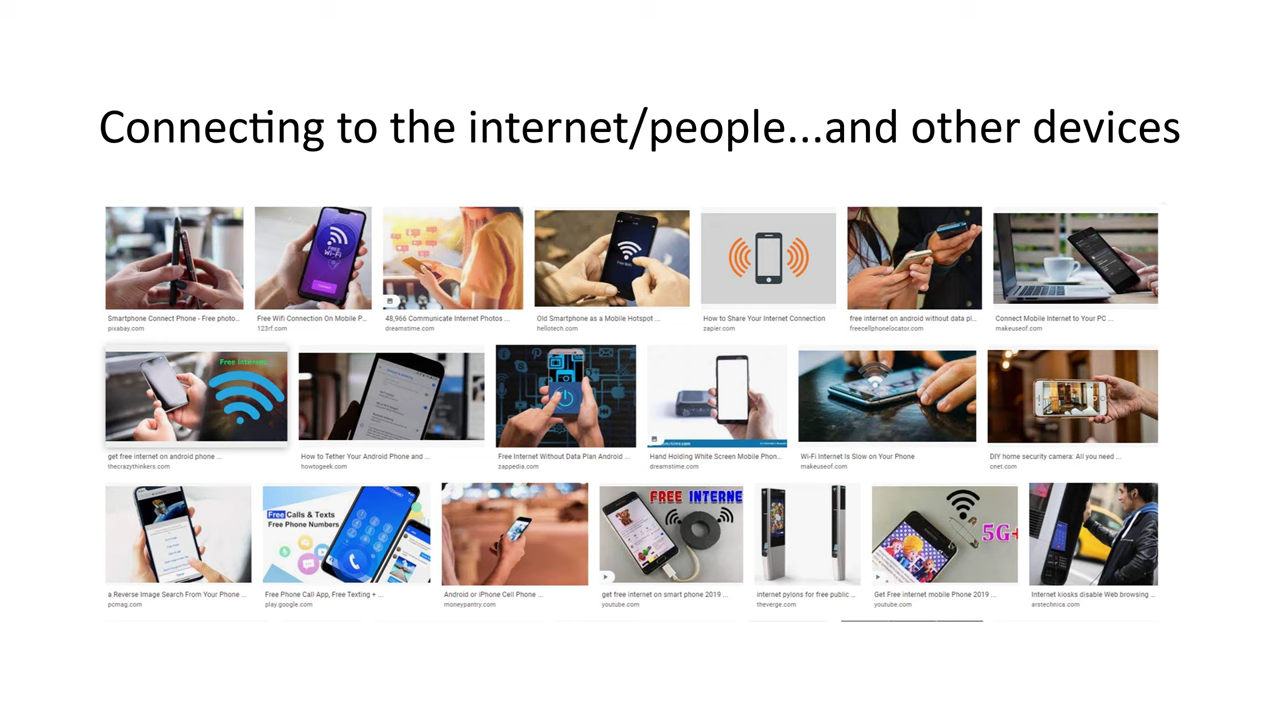 Connecting to the internet/people...and other devices
FREE
Wi-Fi
Smartphone Connect Phone - Free photo...
pixabay.com
Free Wifi Connection On Mobile P...
123rf.com
48,966 Communicate Internet Photos ...
dreamstime.com
Old Smartphone as a Mobile Hotspot ...
hellotech.com
How to Share Your Internet Connection
zapier.com
free internet on android without data pl...
freecellphonelocator.com
Connect Mobile Internet to Your PC ...
makeuseof.com
Free Internet
get free internet on android phone ...
thecrazythinkers.com
How to Tether Your Android Phone and ...
howtogeek.com
Free Internet Without Data Plan Android ...
zappedia.com
Hand Holding White Screen Mobile Phon...
dreamstime.com
Wi-Fi Internet Is Slow on Your Phone
makeuseof.com
DIY home security camera: All you need ...
cnet.com
Free Calls & Texts
Free Phone Numbers
FREE INTERNE
5G+
a Reverse Image Search From Your Phone ...
pcmag.com
Free Phone Call App, Free Texting + ...
play.google.com
Android or iPhone Cell Phone ...
moneypantry.com
get free internet on smart phone 2019 ...
youtube.com
internet pylons for free public ...
theverge.com
Get Free internet mobile Phone 2019 ...
youtube.com
Internet kiosks disable Web browsing ...
arstechnica.com